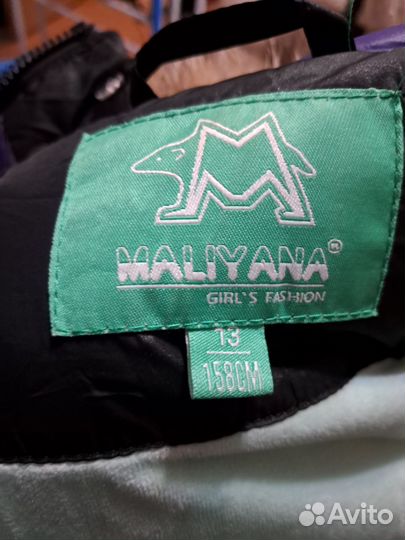 M
MALIYANA®
GIRL'S FASHION
13
158CM
Avito